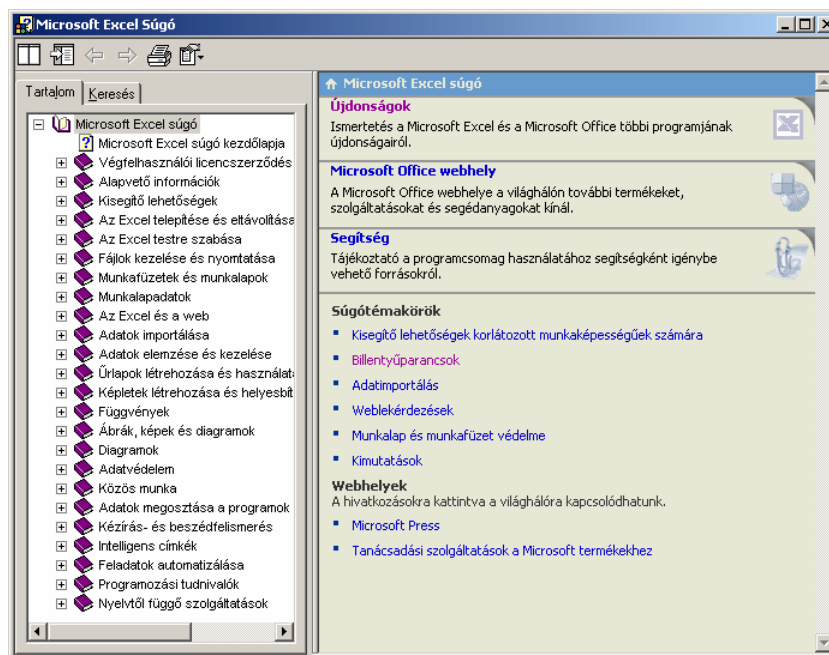 Microsoft Excel Súgó
Tartalom
Keresés
Microsoft Excel súgó
Microsoft Excel súgó kezdőlapja
Végfelhasználói licencszerződés
Alapvető információk
Kisegítő lehetőségek
Az Excel telepítése és eltávolítása
Az Excel testre szabása
Fájlok kezelése és nyomtatása
Munkafüzetek és munkalapok
Munkalapadatok
Az Excel és a web
Adatok importálása
Adatok elemzése és kezelése
Űrlapok létrehozása és használata
Képletek létrehozása és helyesbít
Függvények
Ábrák, képek és diagramok
Diagramok
Adatvédelem
Közös munka
Adatok megosztása a programok
Kézírás- és beszédfelismerés
Intelligens címkék
Feladatok automatizálása
Programozási tudnivalók
Nyelvtől függő szolgáltatások
Microsoft Excel súgó
Újdonságok
Ismertetés a Microsoft Excel és a Microsoft Office többi programjának
újdonságairól.
Microsoft Office webhely
A Microsoft Office webhelye a világhálón további termékeket,
szolgáltatásokat és segédanyagokat kínál.
Segítség
Tájékoztató a programcsomag használatához segítségként igénybe
vehető forrásokról.
Súgótémakörök
Kisegítő lehetőségek korlátozott munkaképességűek számára
Billentyűparancsok
Adatimportálás
Weblekérdezések
Munkalap és munkafüzet védelme
Kimutatások
Webhelyek
A hivatkozásokra kattintva a világhálóra kapcsolódhatunk.
Microsoft Press
Tanácsadási szolgáltatások a Microsoft termékekhez